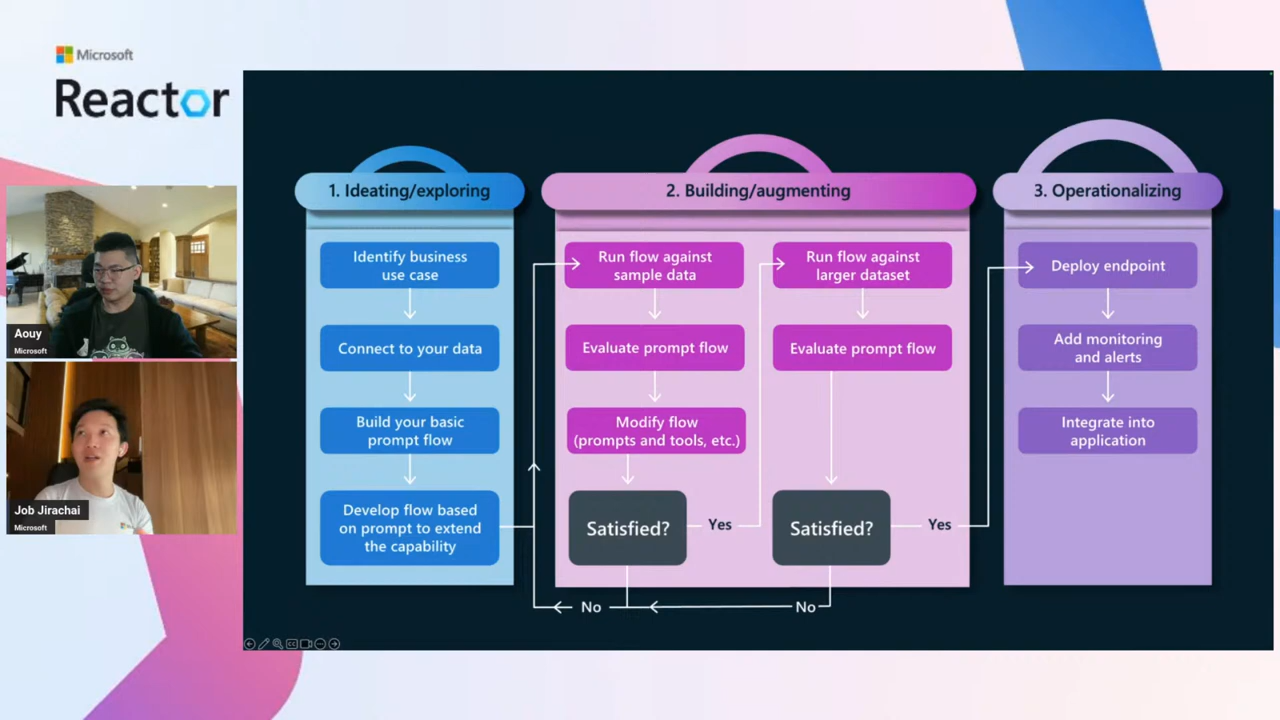 Microsoft
Reactor
Aouy
Microsoft
Job Jirachai
Microsoft
1. Ideating/exploring
Identify business
use case
Connect to your data
Build your basic
prompt flow
Develop flow based
on prompt to extend
the capability
2. Building/augmenting
Run flow against
sample data
Evaluate prompt flow
Modify flow
(prompts and tools, etc.)
Satisfied?
Yes
No
Run flow against
larger dataset
Evaluate prompt flow
Satisfied?
Yes
No
3. Operationalizing
Deploy endpoint
Add monitoring
and alerts
Integrate into
application